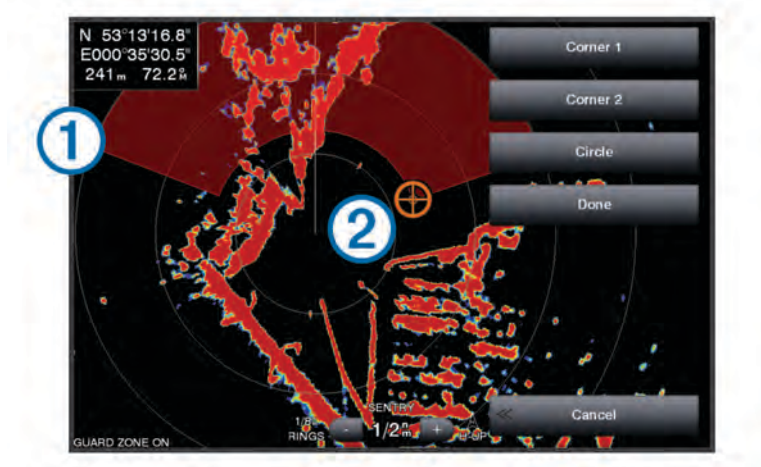 N 53°13'16.8"
E000°35'30.5"
241 m 72.2°M
Corner 1
Corner 2
Circle
Done
1
2
SENTRY
1/8
RINGS - 1/2 nm +
GUARD ZONE ON
Cancel